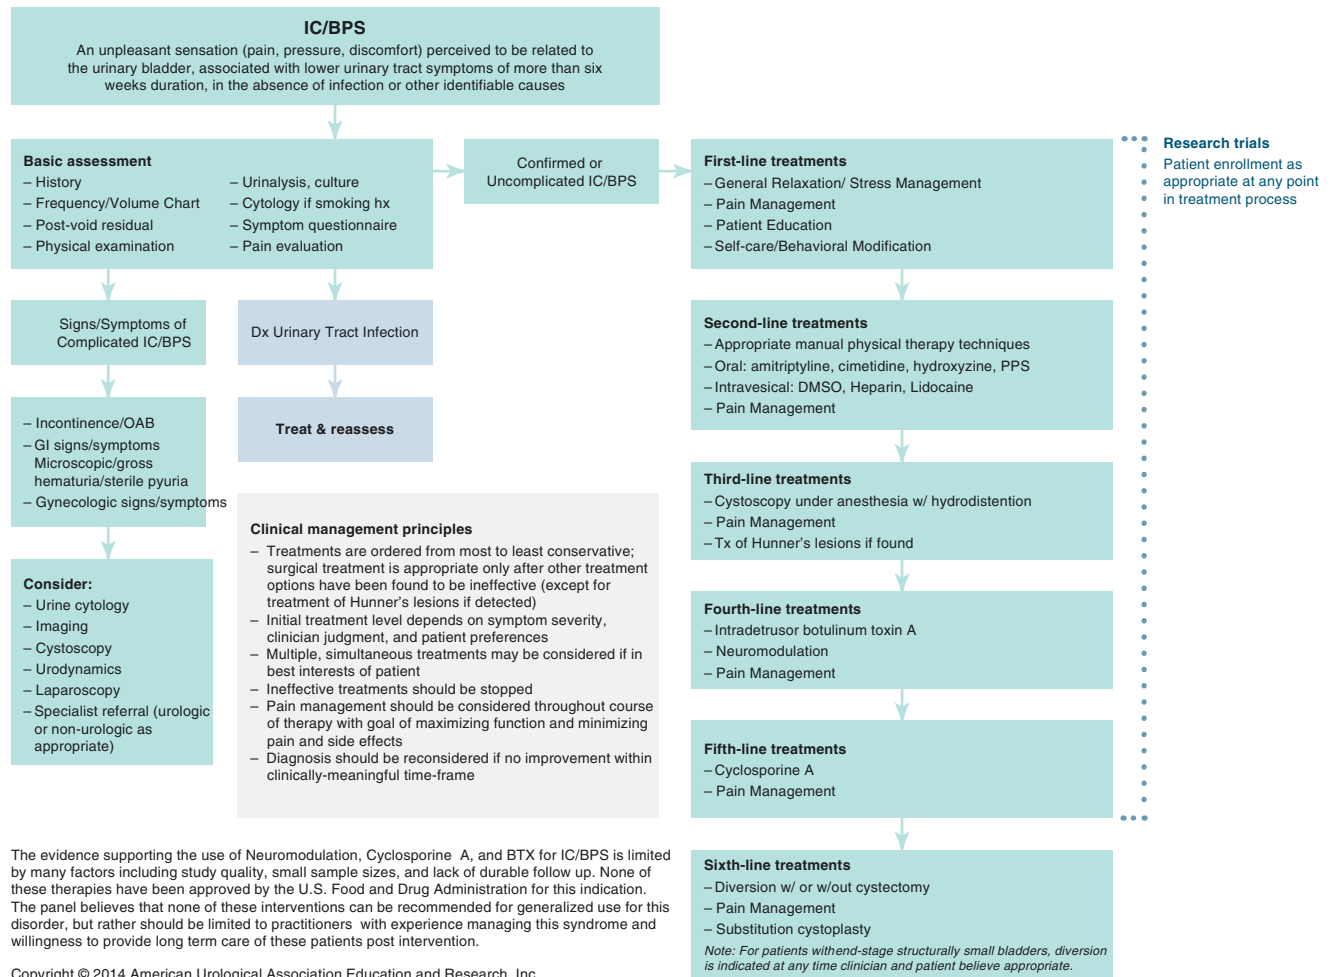 IC/BPS
An unpleasant sensation (pain, pressure, discomfort) perceived to be related to
the urinary bladder, associated with lower urinary tract symptoms of more than six
weeks duration, in the absence of infection or other identifiable causes
Basic assessment
– History
– Frequency/Volume Chart
– Post-void residual
– Physical examination
– Urinalysis, culture
– Cytology if smoking hx
– Symptom questionnaire
– Pain evaluation
Confirmed or
Uncomplicated IC/BPS
Signs/Symptoms of
Complicated IC/BPS
– Incontinence/OAB
– GI signs/symptoms
Microscopic/gross
hematuria/sterile pyuria
– Gynecologic signs/symptoms
Consider:
– Urine cytology
– Imaging
– Cystoscopy
– Urodynamics
– Laparoscopy
– Specialist referral (urologic
or non-urologic as
appropriate)
Dx Urinary Tract Infection
Treat & reassess
Clinical management principles
– Treatments are ordered from most to least conservative;
surgical treatment is appropriate only after other treatment
options have been found to be ineffective (except for
treatment of Hunner's lesions if detected)
– Initial treatment level depends on symptom severity,
clinician judgment, and patient preferences
– Multiple, simultaneous treatments may be considered if in
best interests of patient
– Ineffective treatments should be stopped
– Pain management should be considered throughout course
of therapy with goal of maximizing function and minimizing
pain and side effects
– Diagnosis should be reconsidered if no improvement within
clinically-meaningful time-frame
First-line treatments
– General Relaxation/ Stress Management
– Pain Management
– Patient Education
– Self-care/Behavioral Modification
Second-line treatments
– Appropriate manual physical therapy techniques
– Oral: amitriptyline, cimetidine, hydroxyzine, PPS
– Intravesical: DMSO, Heparin, Lidocaine
– Pain Management
Third-line treatments
– Cystoscopy under anesthesia w/ hydrodistention
– Pain Management
– Tx of Hunner's lesions if found
Fourth-line treatments
– Intradetrusor botulinum toxin A
– Neuromodulation
– Pain Management
Fifth-line treatments
– Cyclosporine A
– Pain Management
Sixth-line treatments
– Diversion w/ or w/out cystectomy
– Pain Management
– Substitution cystoplasty
Note: For patients withend-stage structurally small bladders, diversion
is indicated at any time clinician and patient believe appropriate.
Research trials
Patient enrollment as
appropriate at any point
in treatment process
The evidence supporting the use of Neuromodulation, Cyclosporine A, and BTX for IC/BPS is limited
by many factors including study quality, small sample sizes, and lack of durable follow up. None of
these therapies have been approved by the U.S. Food and Drug Administration for this indication.
The panel believes that none of these interventions can be recommended for generalized use for this
disorder, but rather should be limited to practitioners with experience managing this syndrome and
willingness to provide long term care of these patients post intervention.
Copyright © 2014 American Urological Association Education and Research, Inc